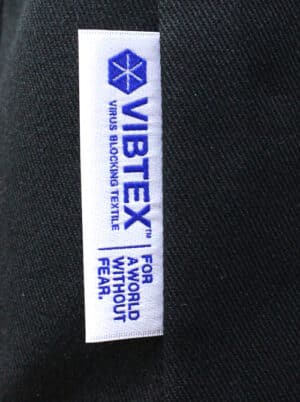 VIBTEX™
VIRUS BLOCKING TEXTILE
FOR
A WORLD
WITHOUT
FEAR.